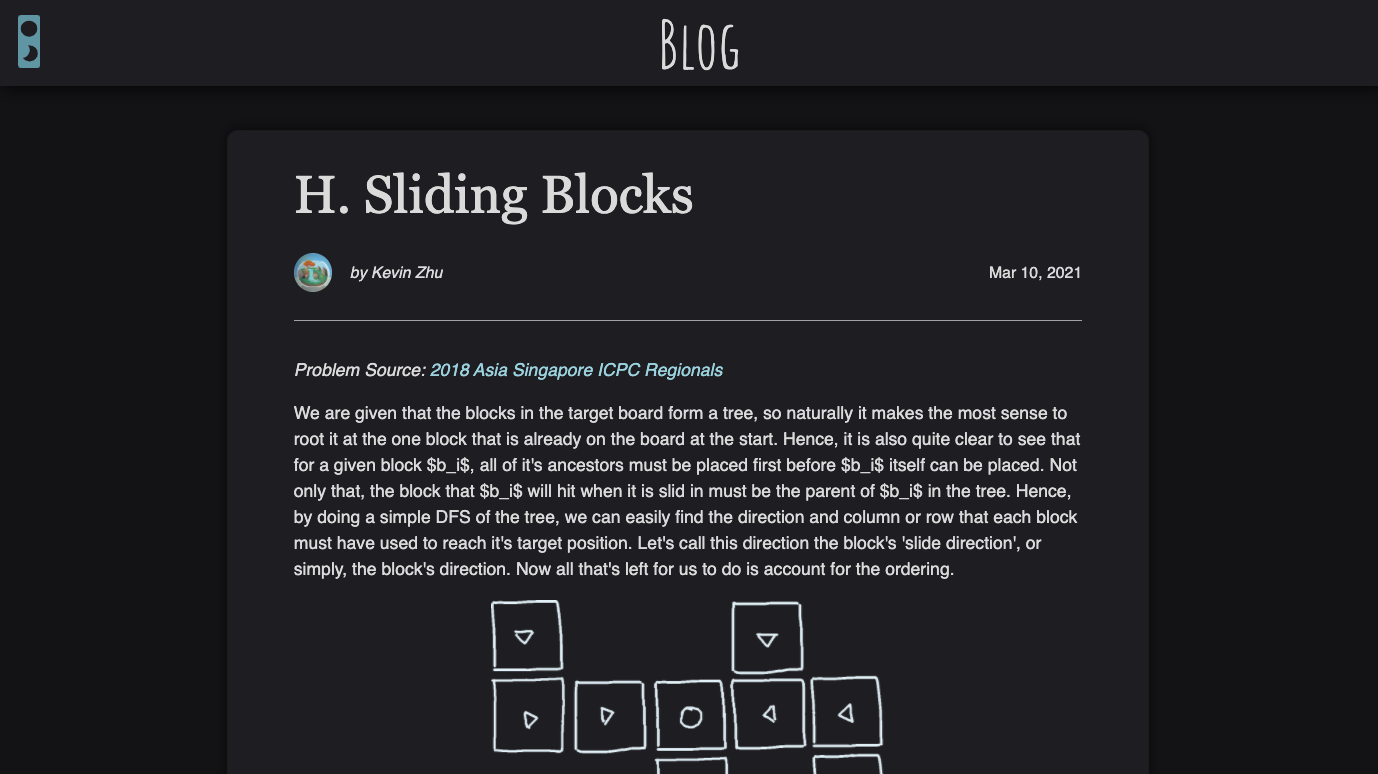 Blog
H. Sliding Blocks
by Kevin Zhu
Mar 10, 2021
Problem Source: 2018 Asia Singapore ICPC Regionals
We are given that the blocks in the target board form a tree, so naturally it makes the most sense to
root it at the one block that is already on the board at the start. Hence, it is also quite clear to see that
for a given block $b_i$, all of it's ancestors must be placed first before $b_i$ itself can be placed. Not
only that, the block that $b_i$ will hit when it is slid in must be the parent of $b_i$ in the tree. Hence,
by doing a simple DFS of the tree, we can easily find the direction and column or row that each block
must have used to reach it's target position. Let's call this direction the block's 'slide direction', or
simply, the block's direction. Now all that's left for us to do is account for the ordering.